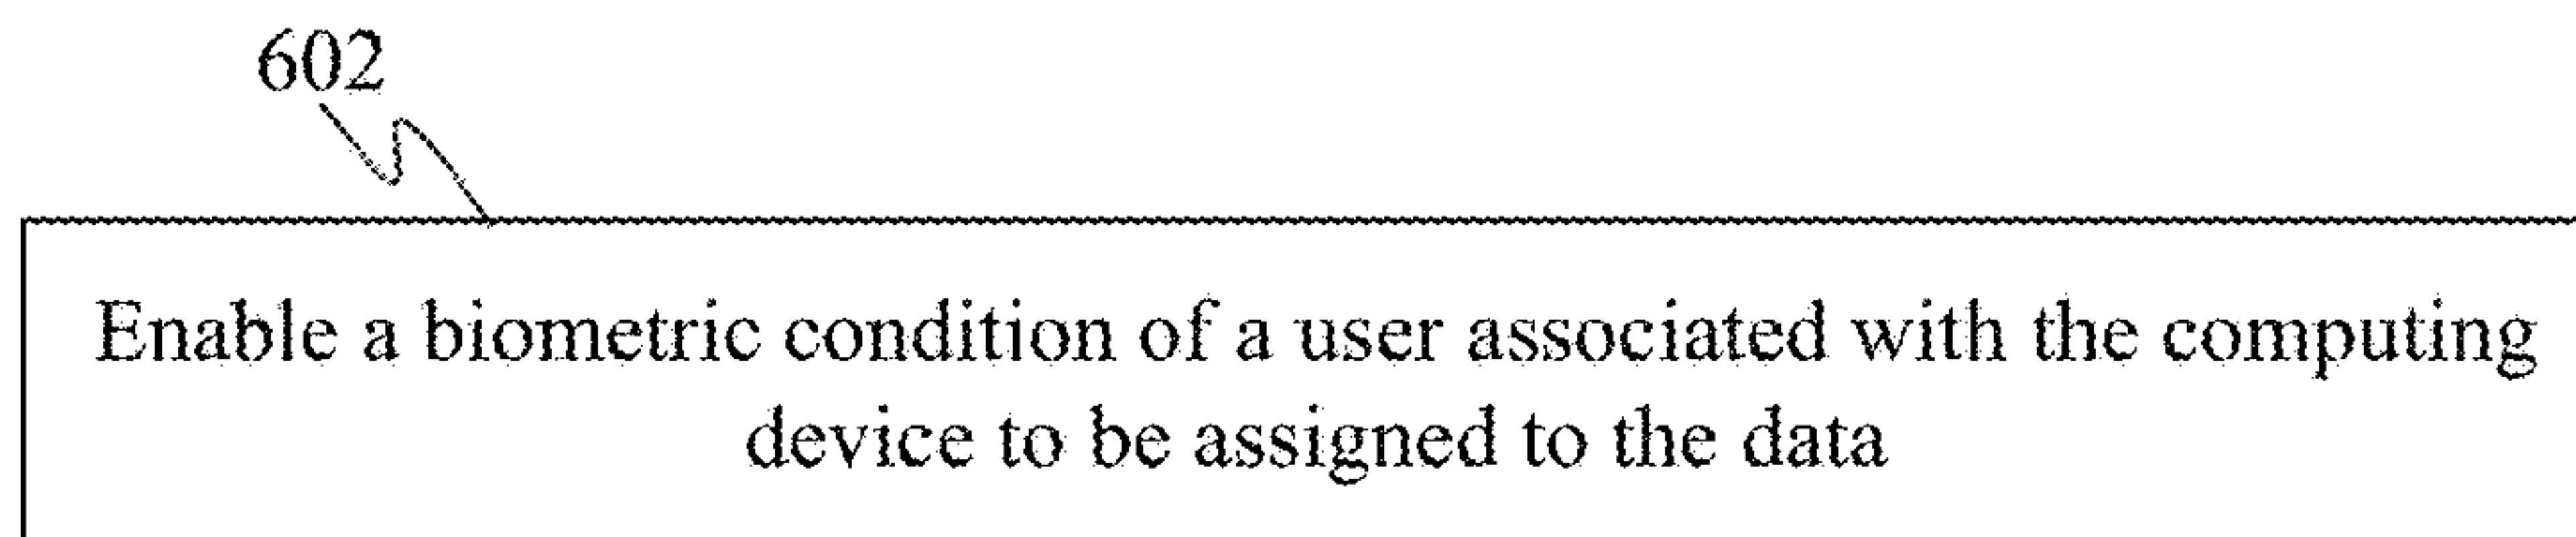 602
Enable a biometric condition of a user associated with the computing
device to be assigned to the data